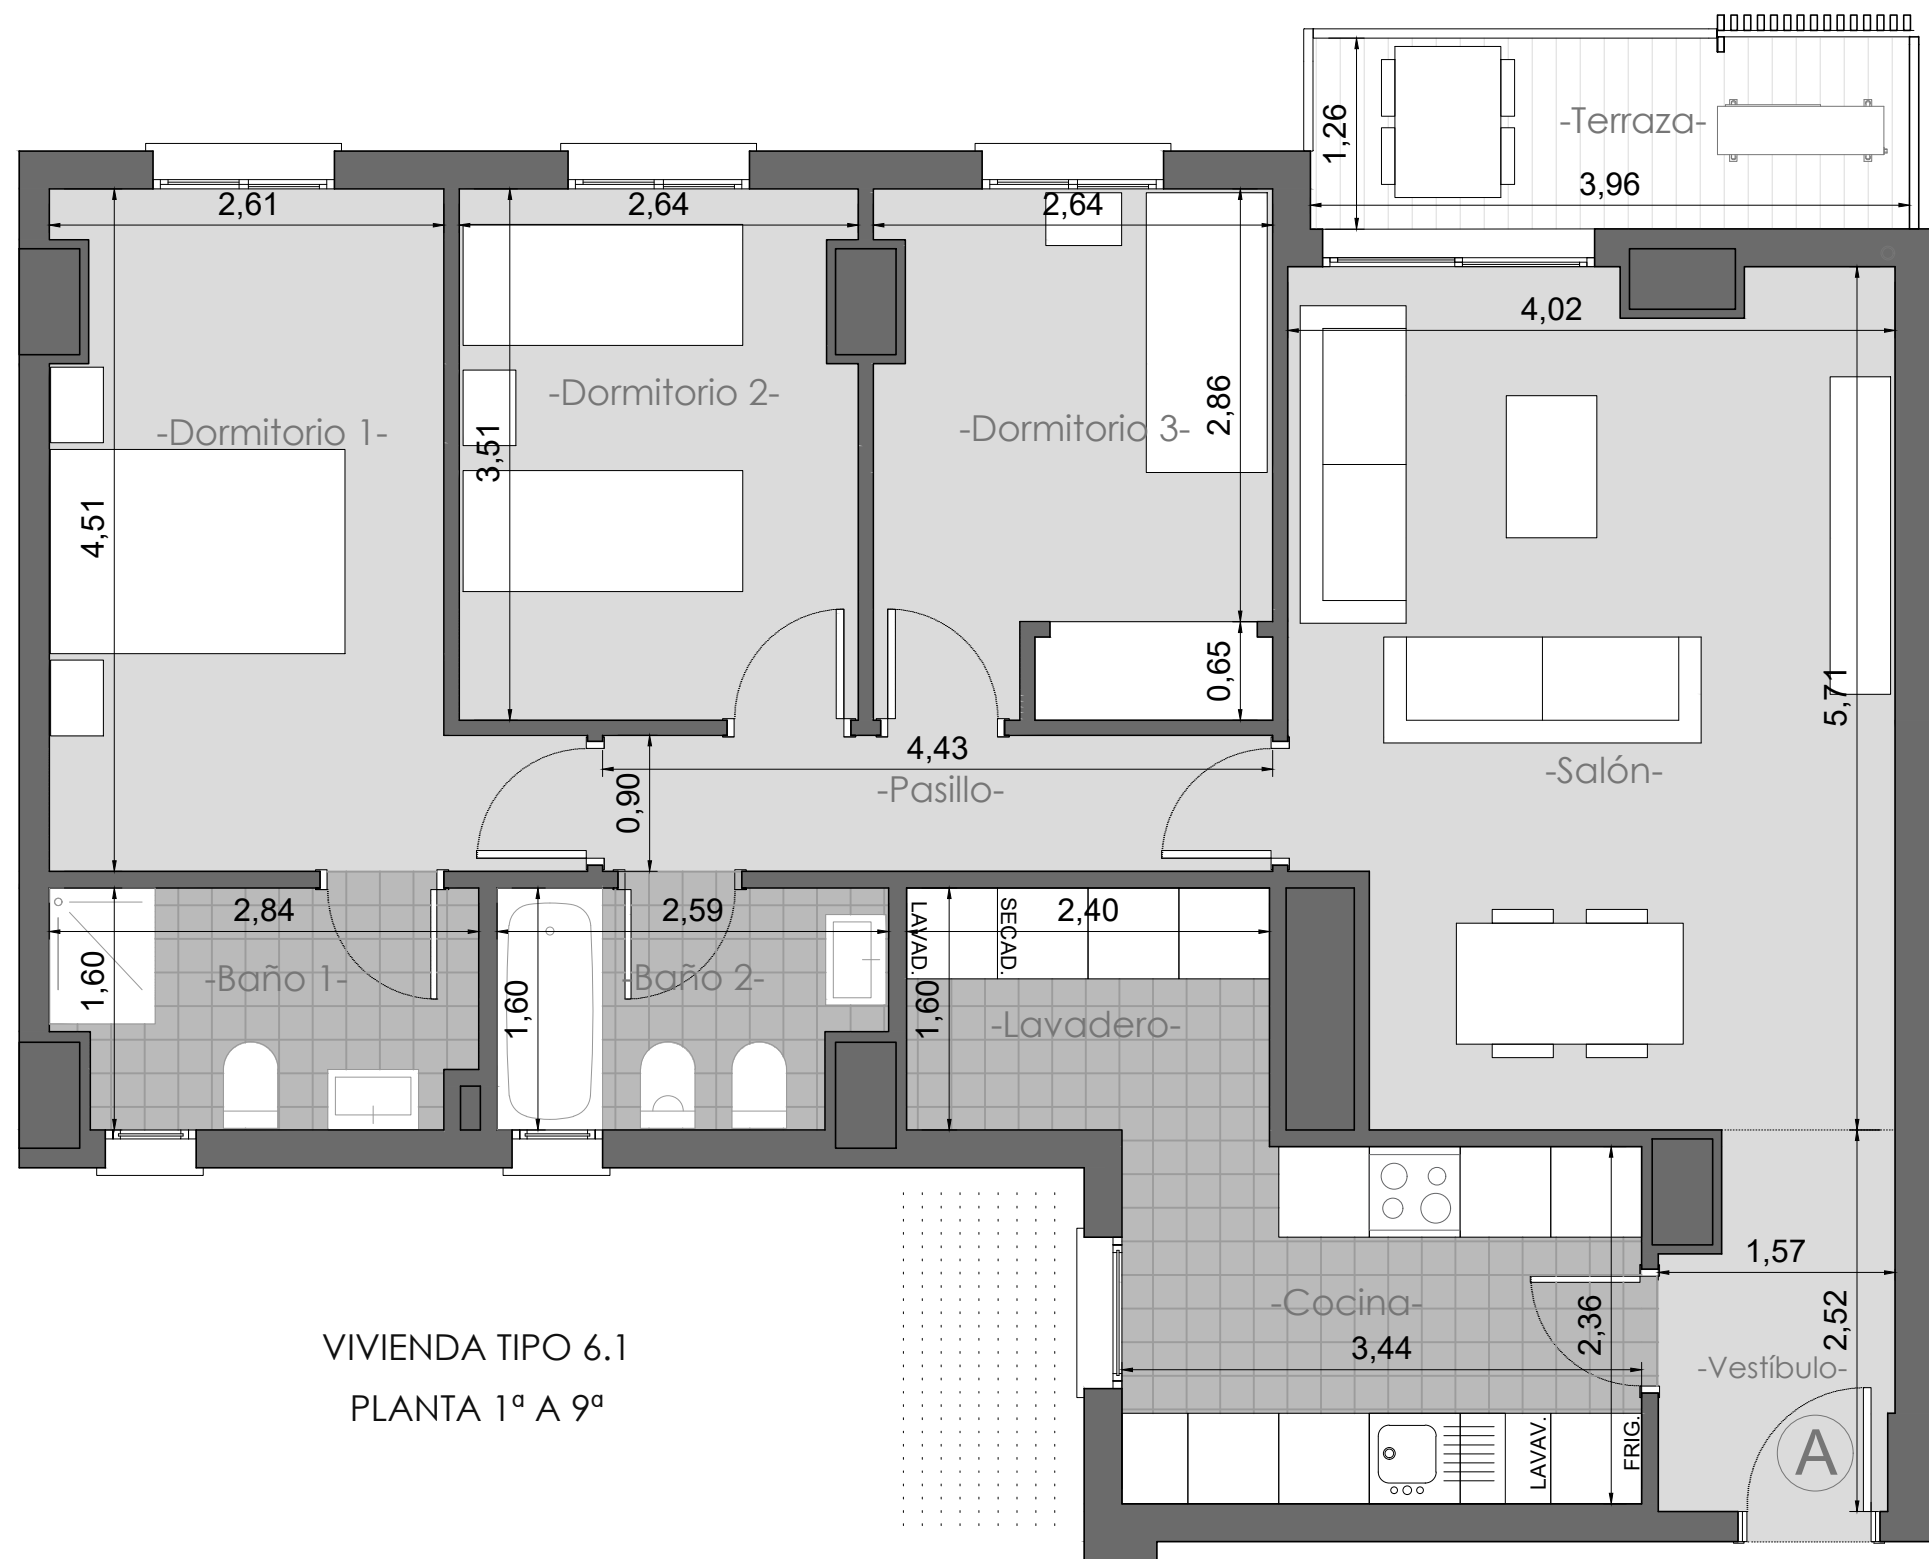 1,26
-Terraza-
3,96
2,61
2,64
2,64
4,02
-Dormitorio 1-
-Dormitorio 2-
-Dormitorio 3-
2,86
3,51
4,51
0,65
5,71
4,43
-Pasillo-
0,90
-Salón-
2,84
2,59
LAVAD.
SECAD.
2,40
1,60
-Baño 1-
1,60
-Baño 2-
1,60
-Lavadero-
1,57
-Cocina-
3,44
2,36
2,52
-Vestíbulo-
VIVIENDA TIPO 6.1
PLANTA 1ª A 9ª
LAVAV.
FRIG.
A